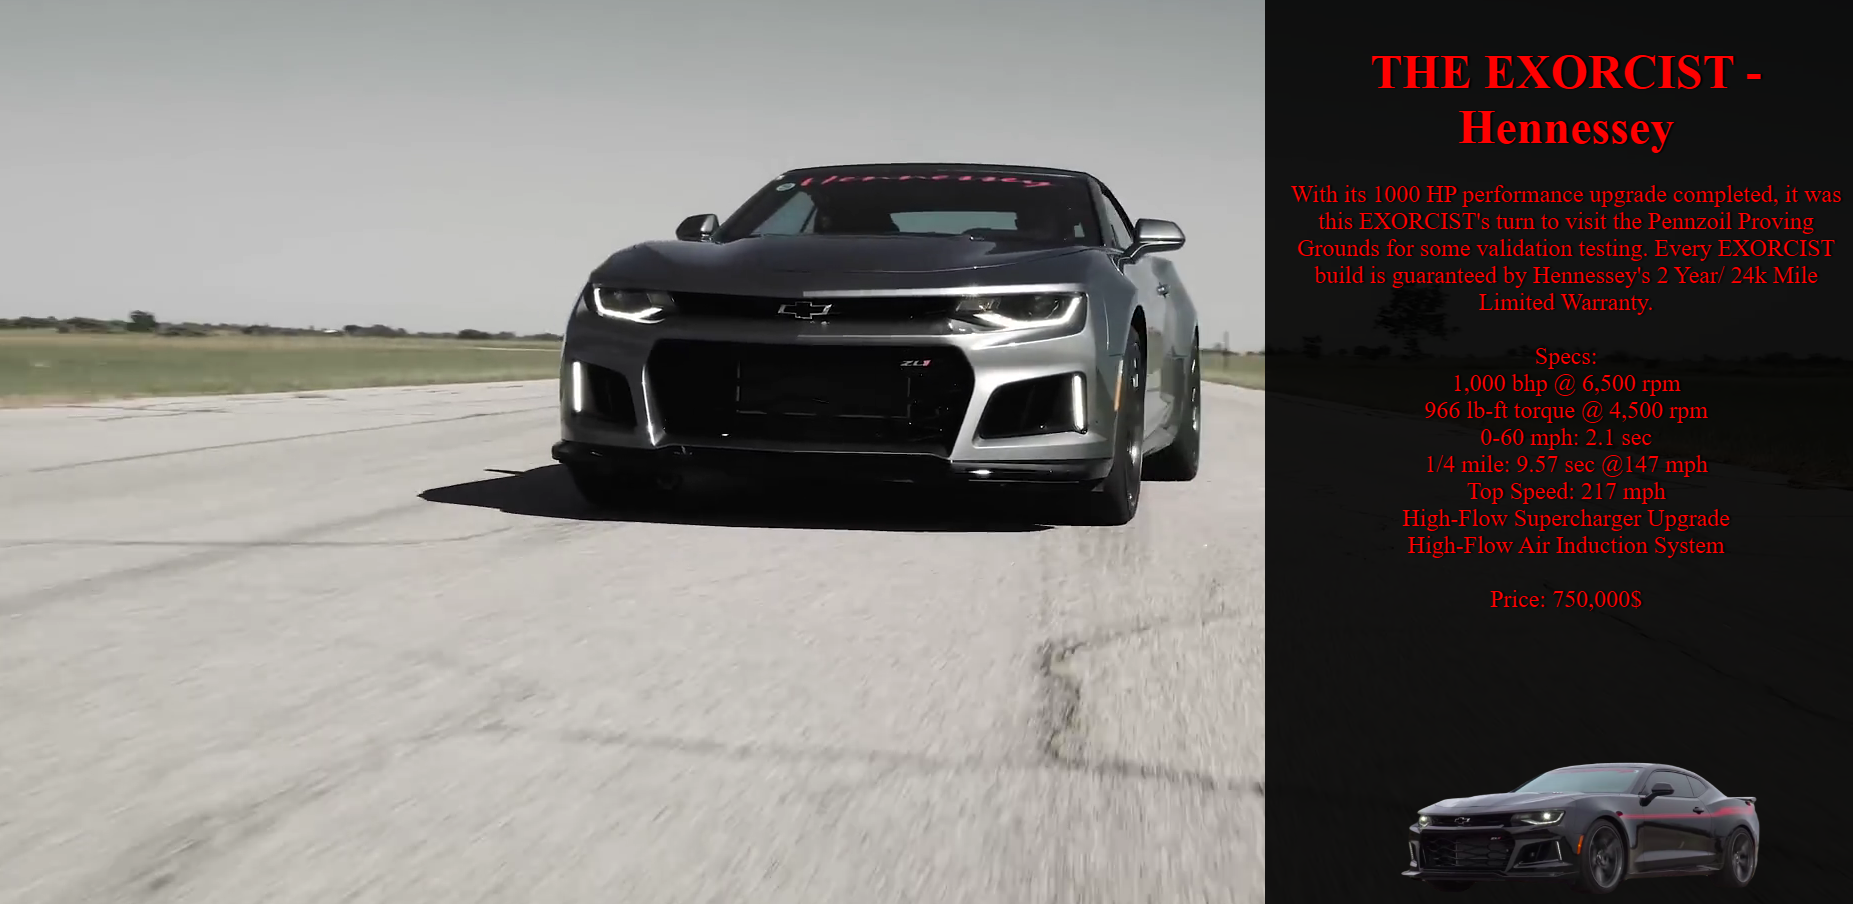 Hennessey
ZL1
THE EXORCIST -
Hennessey
With its 1000 HP performance upgrade completed, it was
this EXORCIST's turn to visit the Pennzoil Proving
Grounds for some validation testing. Every EXORCIST
build is guaranteed by Hennessey's 2 Year/ 24k Mile
Limited Warranty.
Specs:
1,000 bhp @ 6,500 rpm
966 lb-ft torque @ 4,500 rpm
0-60 mph: 2.1 sec
1/4 mile: 9.57 sec @147 mph
Top Speed: 217 mph
High-Flow Supercharger Upgrade
High-Flow Air Induction System
Price: 750,000$